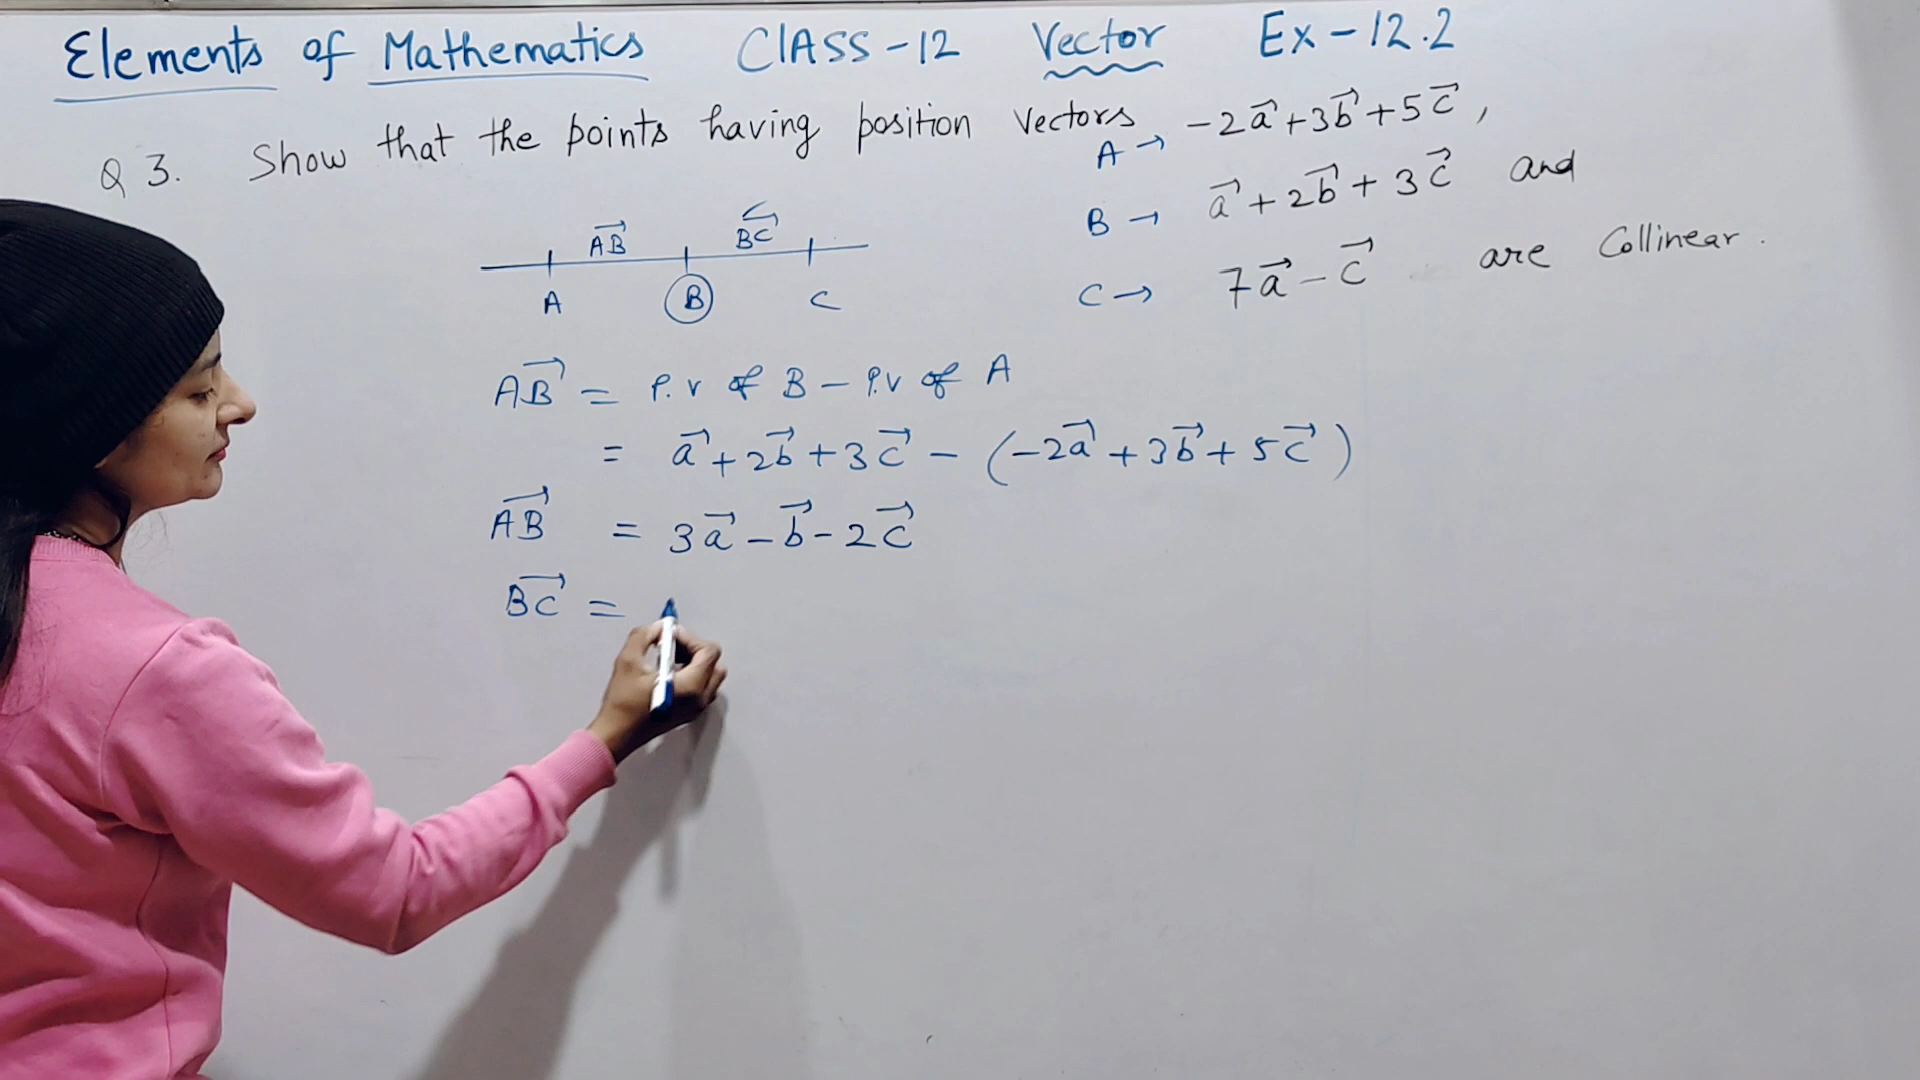 Elements of Mathematics ClASS-12 Vector Ex-12.2
Q 3. Show that the points having position Vectors A → -2a⃗+3b⃗+5c⃗,
B → a⃗+2b⃗+3c⃗ and
C → 7a⃗-c⃗ are Collinear.
AB⃗ BC⃗
A B C
AB⃗ = P.v of B - P.v of A
= a⃗+2b⃗+3c⃗ - (-2a⃗+3b⃗+5c⃗)
AB⃗ = 3a⃗-b⃗-2c⃗
BC⃗ =